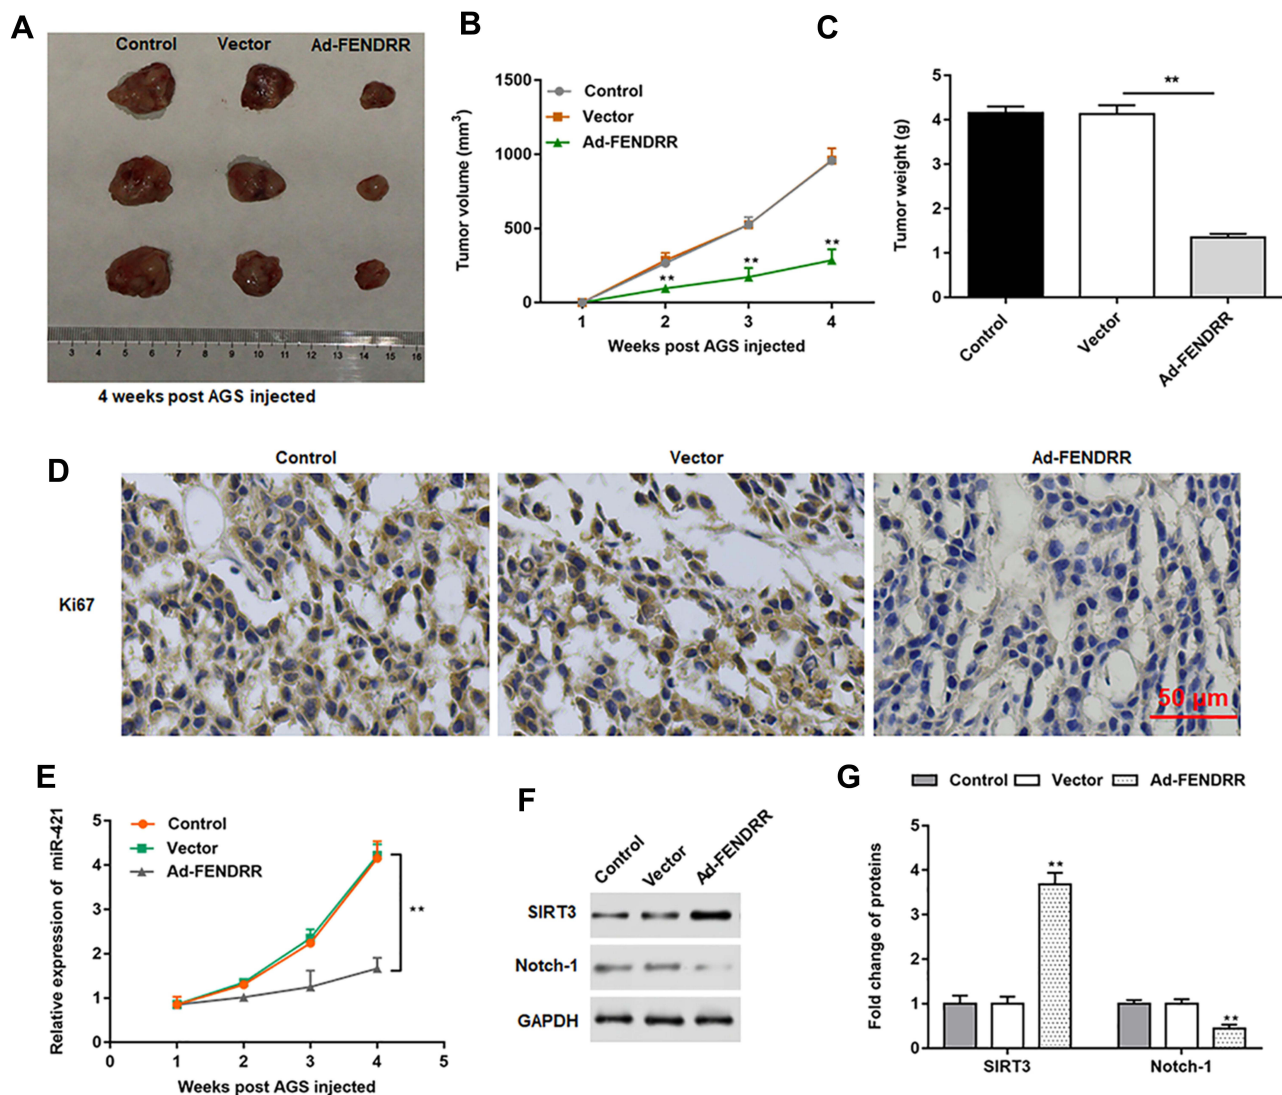 A
Control Vector Ad-FENDRR
3 4 5 6 7 8 9 10 11 12 13 14 15 16
4 weeks post AGS injected
B
1500
1000
500
0
Tumor volume (mm³)
Control
Vector
Ad-FENDRR
** ** **
1 2 3 4
Weeks post AGS injected
C
5
4
3
2
1
0
Tumor weight (g)
**
Control Vector Ad-FENDRR
D
Control Vector Ad-FENDRR
Ki67
50 μm
E
5
4
3
2
1
0
Relative expression of miR-421
Control
Vector
Ad-FENDRR
**
0 1 2 3 4 5
Weeks post AGS injected
F
Control Vector Ad-FENDRR
SIRT3
Notch-1
GAPDH
G
Control Vector Ad-FENDRR
5
4
3
2
1
0
Fold change of proteins
**
**
SIRT3 Notch-1